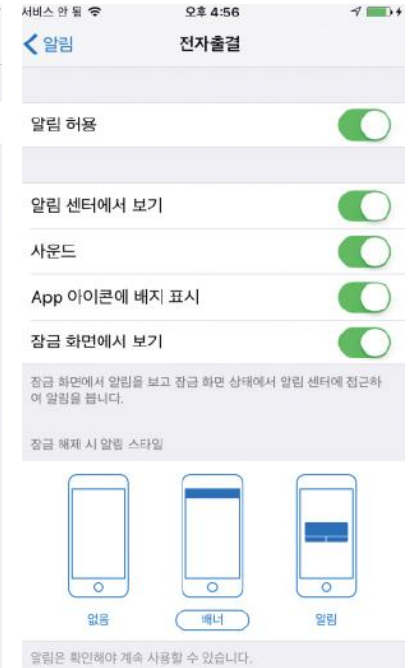 서비스 안 됨 오후 4:56
알림 전자출결
알림 허용
알림 센터에서 보기
사운드
App 아이콘에 배지 표시
잠금 화면에서 보기
잠금 화면에서 알림을 보고 잠금 화면 상태에서 알림 센터에 접근하
여 알림을 봅니다.
잠금 해제 시 알림 스타일
없음 배너 알림
알림은 확인해야 계속 사용할 수 있습니다.